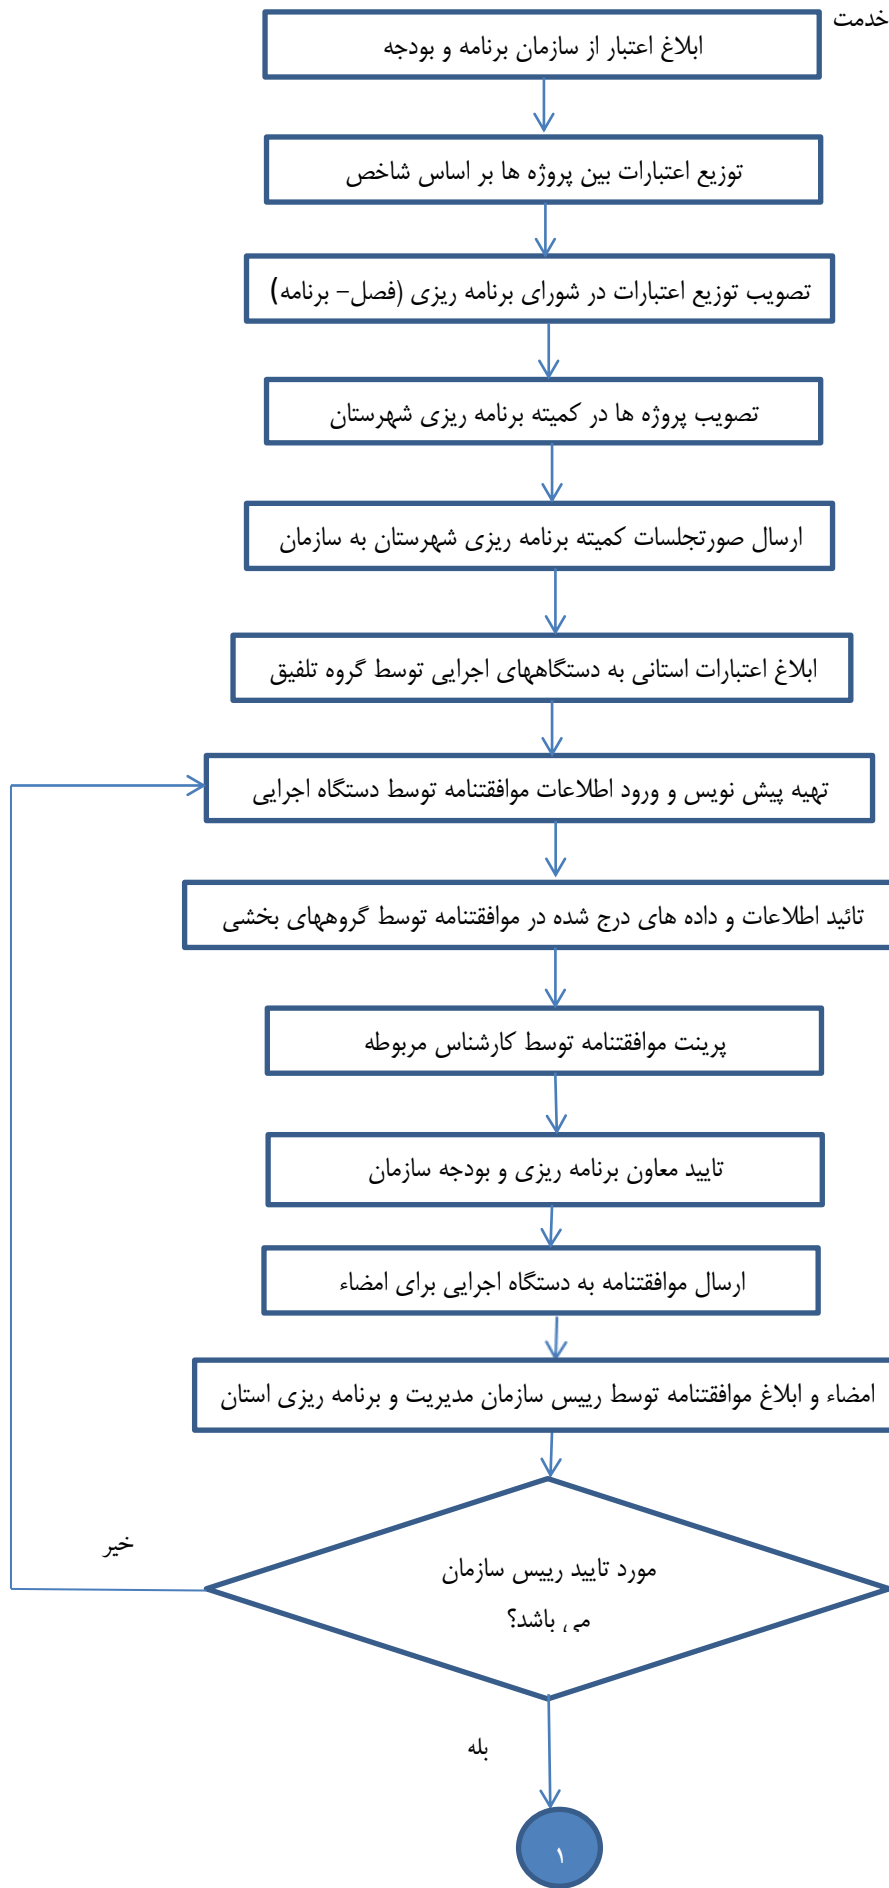 خدمت
ابلاغ اعتبار از سازمان برنامه و بودجه
توزیع اعتبارات بین پروژه ها بر اساس شاخص
تصویب توزیع اعتبارات در شورای برنامه ریزی (فصل– برنامه)
تصویب پروژه ها در کمیته برنامه ریزی شهرستان
ارسال صورتجلسات کمیته برنامه ریزی شهرستان به سازمان
ابلاغ اعتبارات استانی به دستگاههای اجرایی توسط گروه تلفیق
تهیه پیش نویس و ورود اطلاعات موافقتنامه توسط دستگاه اجرایی
تائید اطلاعات و داده های درج شده در موافقتنامه توسط گروههای بخشی
پرینت موافقتنامه توسط کارشناس مربوطه
تایید معاون برنامه ریزی و بودجه سازمان
ارسال موافقتنامه به دستگاه اجرایی برای امضاء
امضاء و ابلاغ موافقتنامه توسط رییس سازمان مدیریت و برنامه ریزی استان
خیر
مورد تایید رییس سازمان
می باشد؟
بله
۱